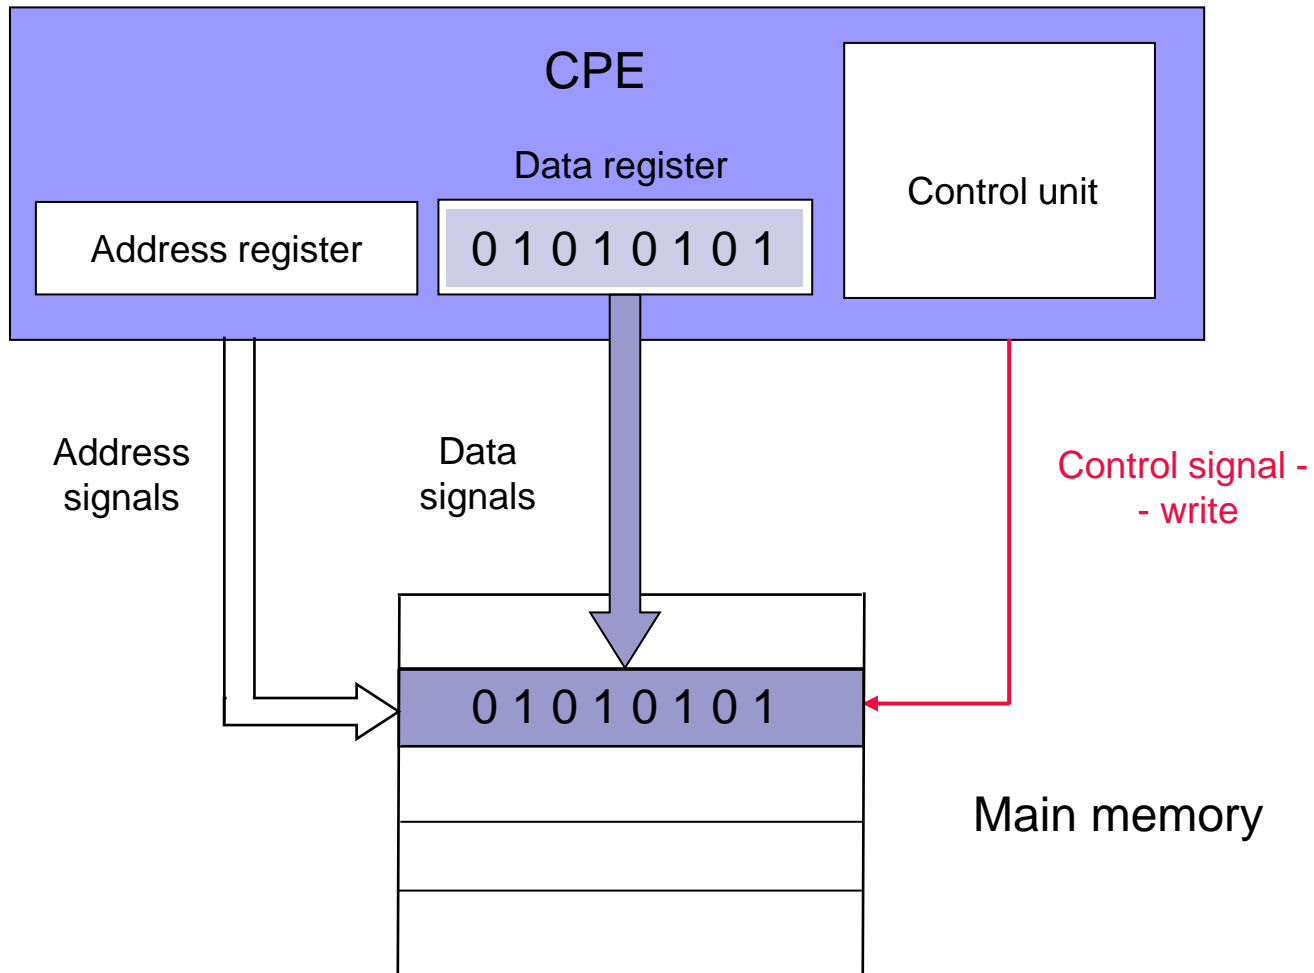 CPE
Data register
Control unit
Address register
0 1 0 1 0 1 0 1
Address
signals
Data
signals
Control signal -
- write
0 1 0 1 0 1 0 1
Main memory